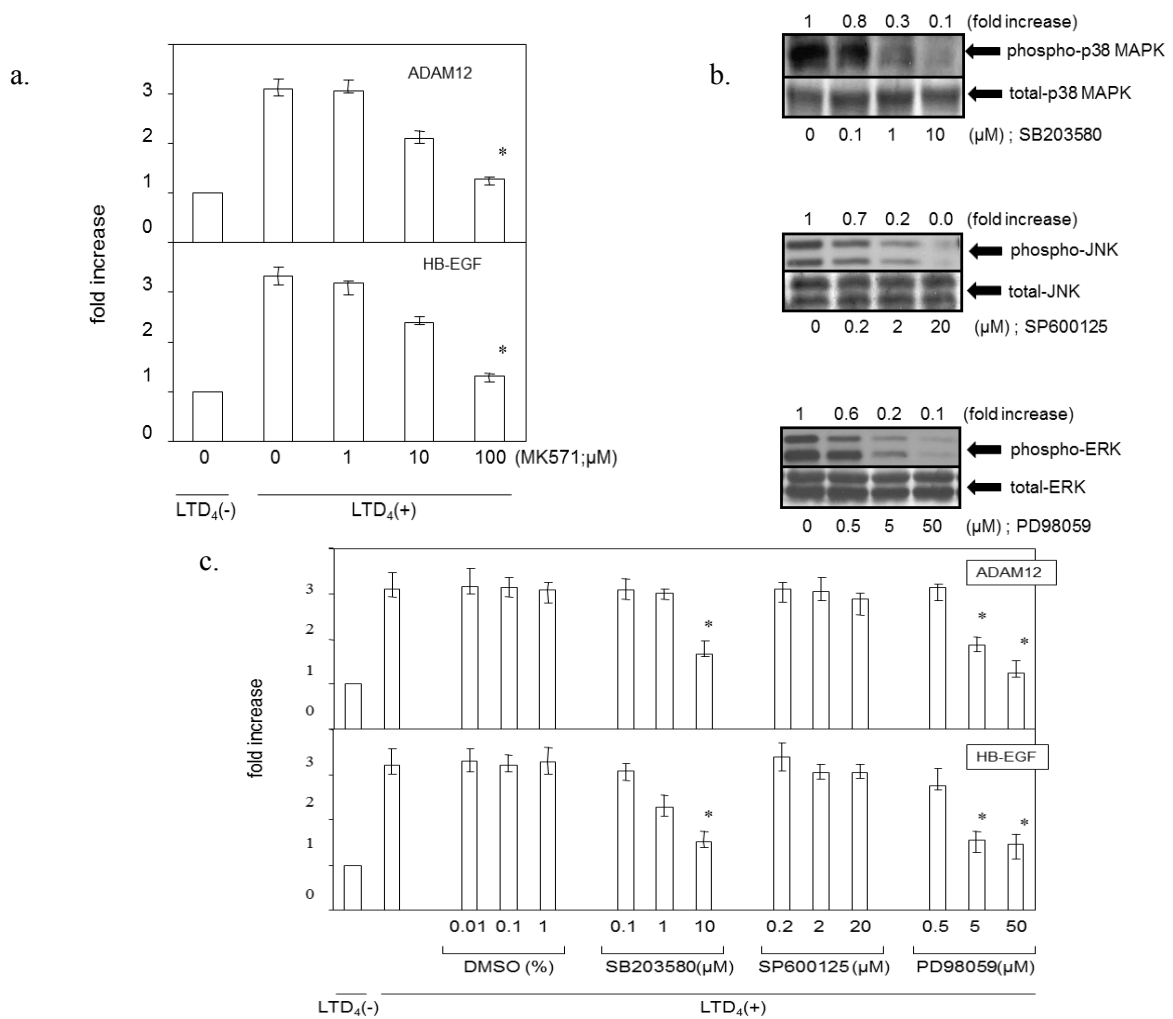 a.
ADAM12
3
2
1
0
HB-EGF
3
2
1
0
fold increase
0 0 1 10 100 (MK571;μM)
LTD4(-) LTD4(+)
b.
1 0.8 0.3 0.1 (fold increase)
phospho-p38 MAPK
total-p38 MAPK
0 0.1 1 10 (μM) ; SB203580
1 0.7 0.2 0.0 (fold increase)
phospho-JNK
total-JNK
0 0.2 2 20 (μM) ; SP600125
1 0.6 0.2 0.1 (fold increase)
phospho-ERK
total-ERK
0 0.5 5 50 (μM) ; PD98059
c.
ADAM12
3
2
1
0
HB-EGF
3
2
1
0
fold increase
0.01 0.1 1 0.1 1 10 0.2 2 20 0.5 5 50
DMSO (%) SB203580(μM) SP600125(μM) PD98059(μM)
LTD4(-) LTD4(+)